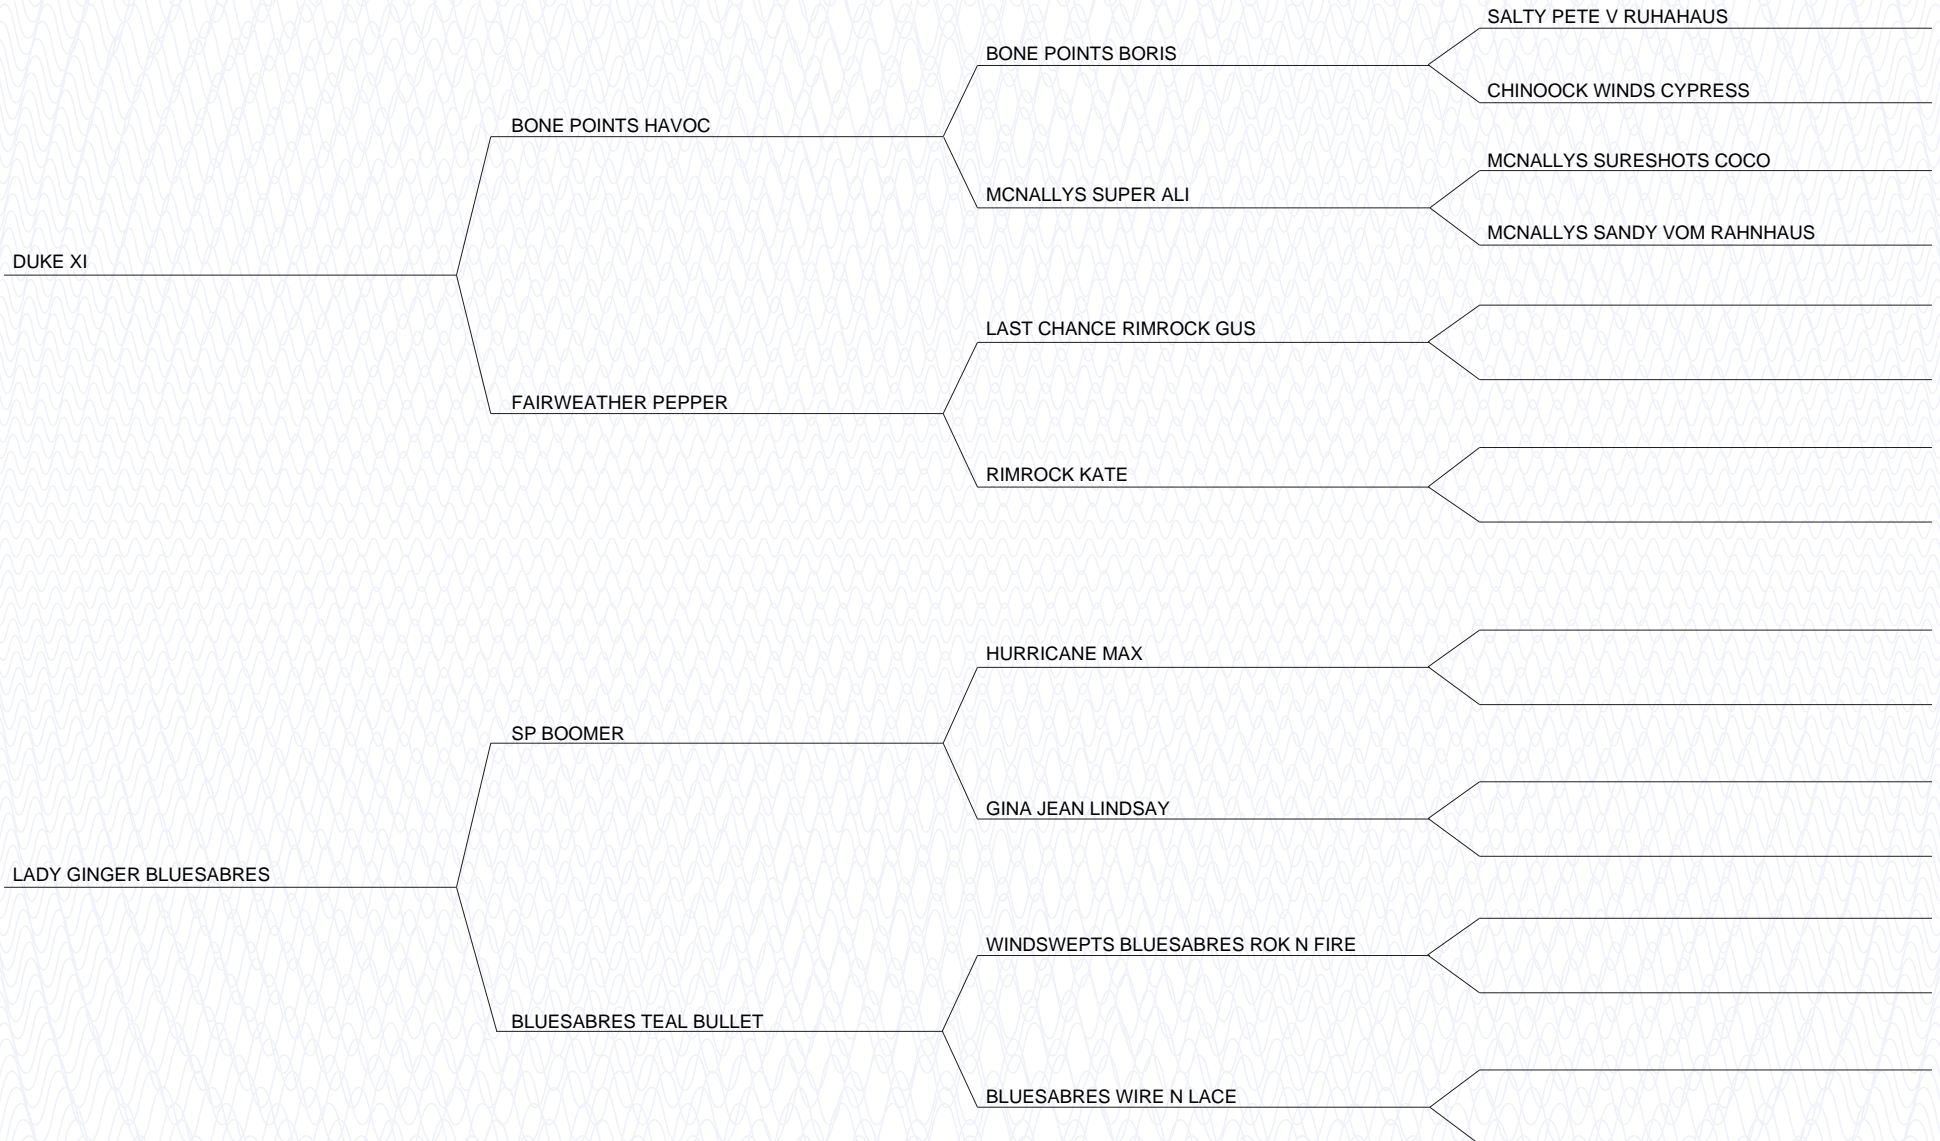 SALTY PETE V RUHAHAUS
BONE POINTS BORIS
CHINOOCK WINDS CYPRESS
BONE POINTS HAVOC
MCNALLYS SURESHOTS COCO
MCNALLYS SUPER ALI
MCNALLYS SANDY VOM RAHNHAUS
DUKE XI
LAST CHANCE RIMROCK GUS
FAIRWEATHER PEPPER
RIMROCK KATE
HURRICANE MAX
SP BOOMER
GINA JEAN LINDSAY
LADY GINGER BLUESABRES
WINDSWEPTS BLUESABRES ROK N FIRE
BLUESABRES TEAL BULLET
BLUESABRES WIRE N LACE